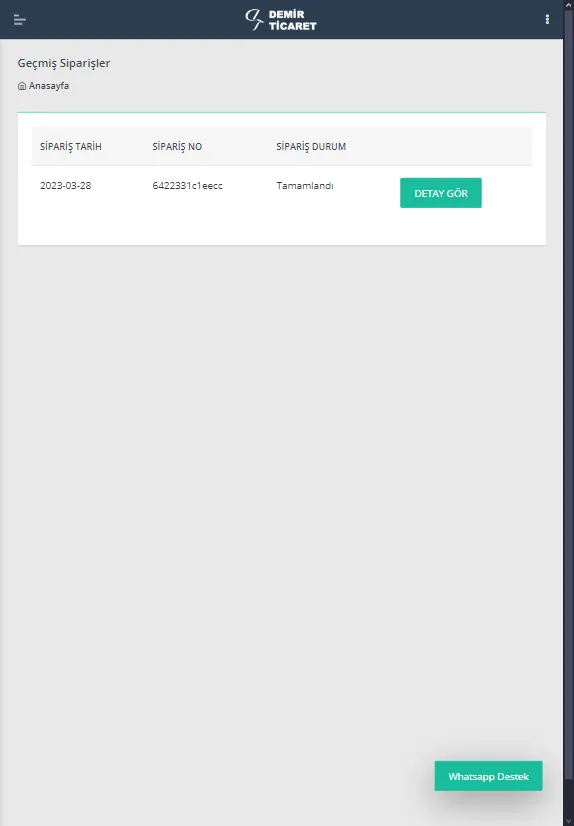 DEMİR
TİCARET
Geçmiş Siparişler
Anasayfa
SİPARİŞ TARİH SİPARİŞ NO SİPARİŞ DURUM
2023-03-28 6422331c1eecc Tamamlandı DETAY GÖR
Whatsapp Destek